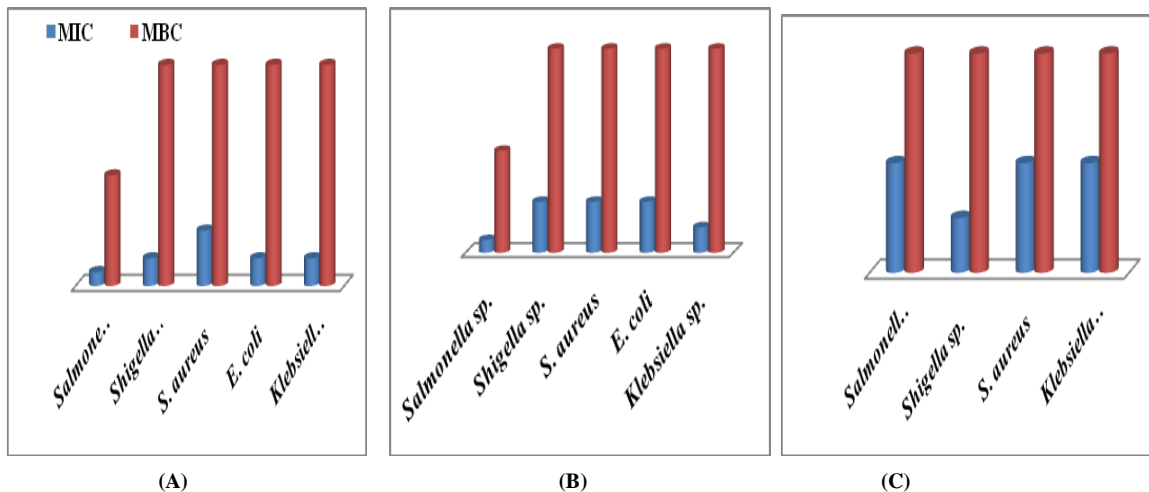 MIC MBC
Salmone..
Shigella..
S. aureus
E. coli
Klebsiell..
Salmonella sp.
Shigella sp.
S. aureus
E. coli
Klebsiella sp.
Salmonell..
Shigella sp.
S. aureus
Klebsiella..
(A) (B) (C)